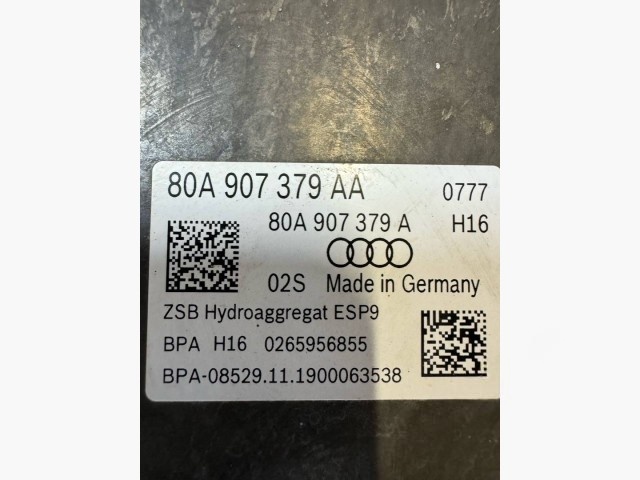 80A 907 379 AA 0777
80A 907 379 A H16
02S Made in Germany
ZSB Hydroaggregat ESP9
BPA H16 0265956855
BPA-08529.11.1900063538